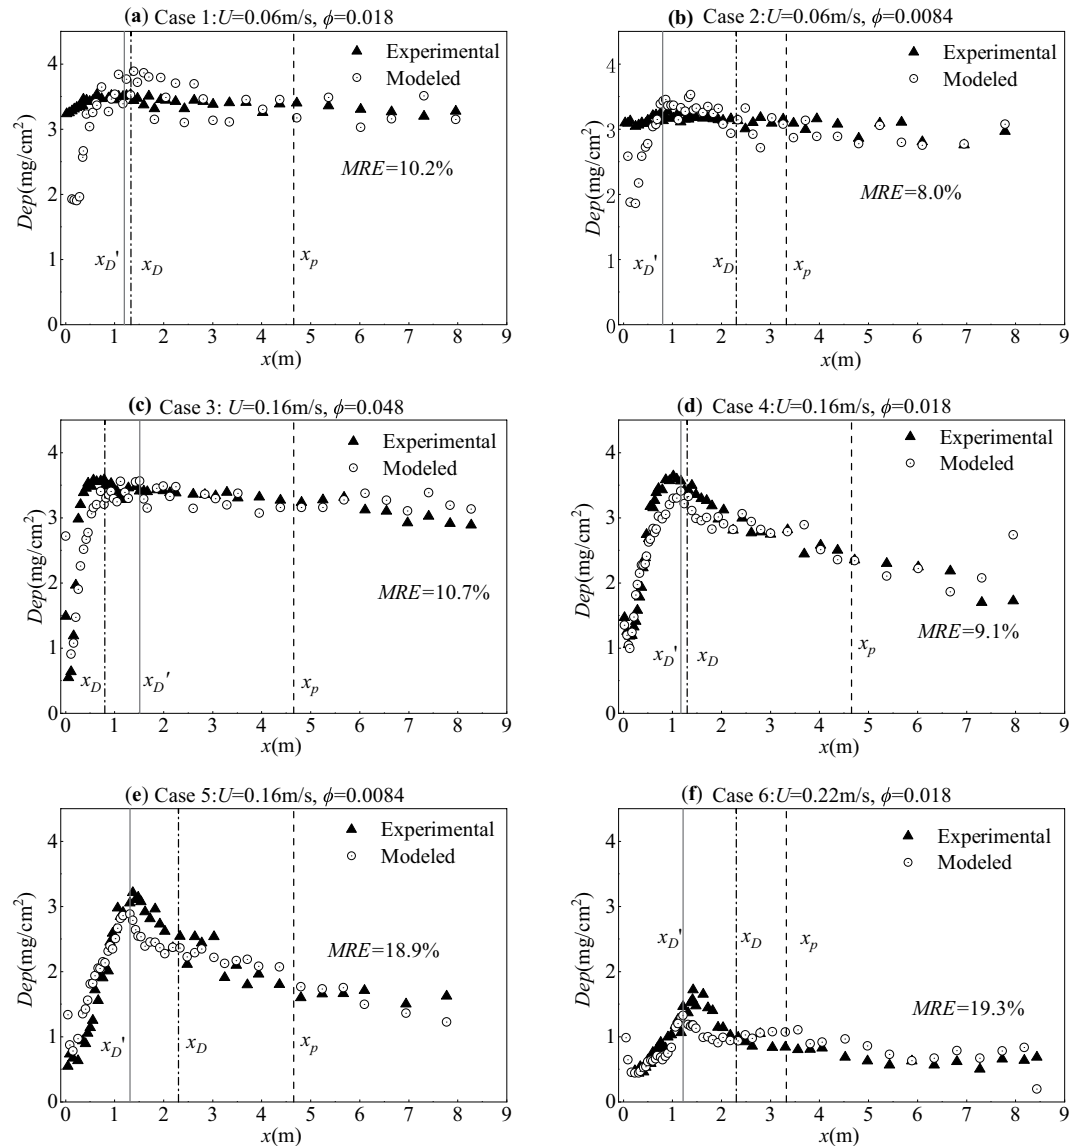 (a) Case 1:U=0.06m/s, ϕ=0.018
Experimental
Modeled
MRE=10.2%
x_D' x_D x_p
Dep(mg/cm²)
4
3
2
1
0
0 1 2 3 4 5 6 7 8 9
x(m)
(b) Case 2:U=0.06m/s, ϕ=0.0084
Experimental
Modeled
MRE=8.0%
x_D' x_D x_p
Dep(mg/cm²)
4
3
2
1
0
0 1 2 3 4 5 6 7 8 9
x(m)
(c) Case 3: U=0.16m/s, ϕ=0.048
Experimental
Modeled
MRE=10.7%
x_D x_D' x_p
Dep(mg/cm²)
4
3
2
1
0
0 1 2 3 4 5 6 7 8 9
x(m)
(d) Case 4:U=0.16m/s, ϕ=0.018
Experimental
Modeled
MRE=9.1%
x_D' x_D x_p
Dep(mg/cm²)
4
3
2
1
0
0 1 2 3 4 5 6 7 8 9
x(m)
(e) Case 5:U=0.16m/s, ϕ=0.0084
Experimental
Modeled
MRE=18.9%
x_D' x_D x_p
Dep(mg/cm²)
4
3
2
1
0
0 1 2 3 4 5 6 7 8 9
x(m)
(f) Case 6:U=0.22m/s, ϕ=0.018
Experimental
Modeled
x_D' x_D x_p
MRE=19.3%
Dep(mg/cm²)
4
3
2
1
0
0 1 2 3 4 5 6 7 8 9
x(m)